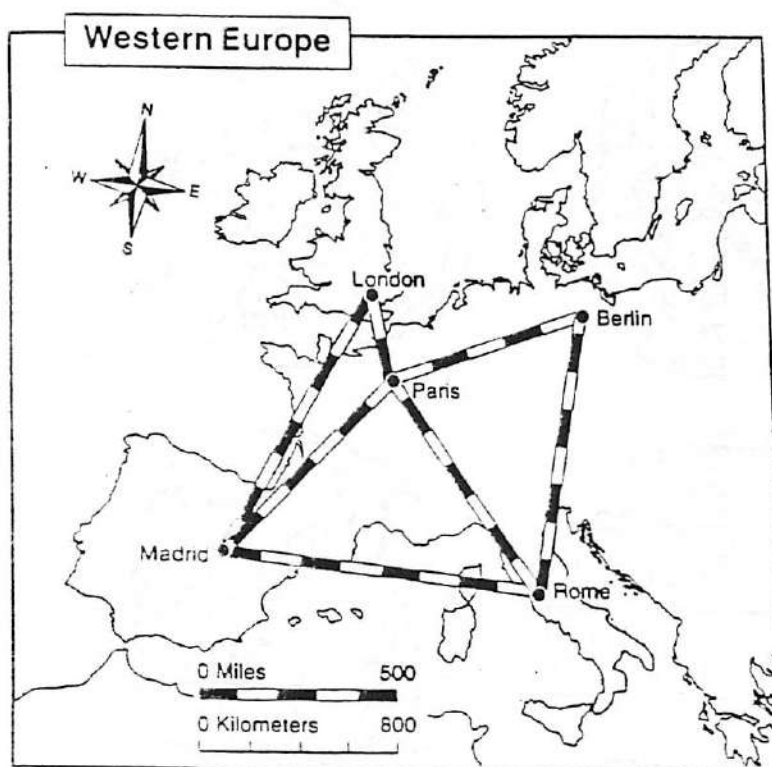 Western Europe
N
W
E
S
London
Berlin
Paris
Madrid
Rome
0 Miles 500
0 Kilometers 800